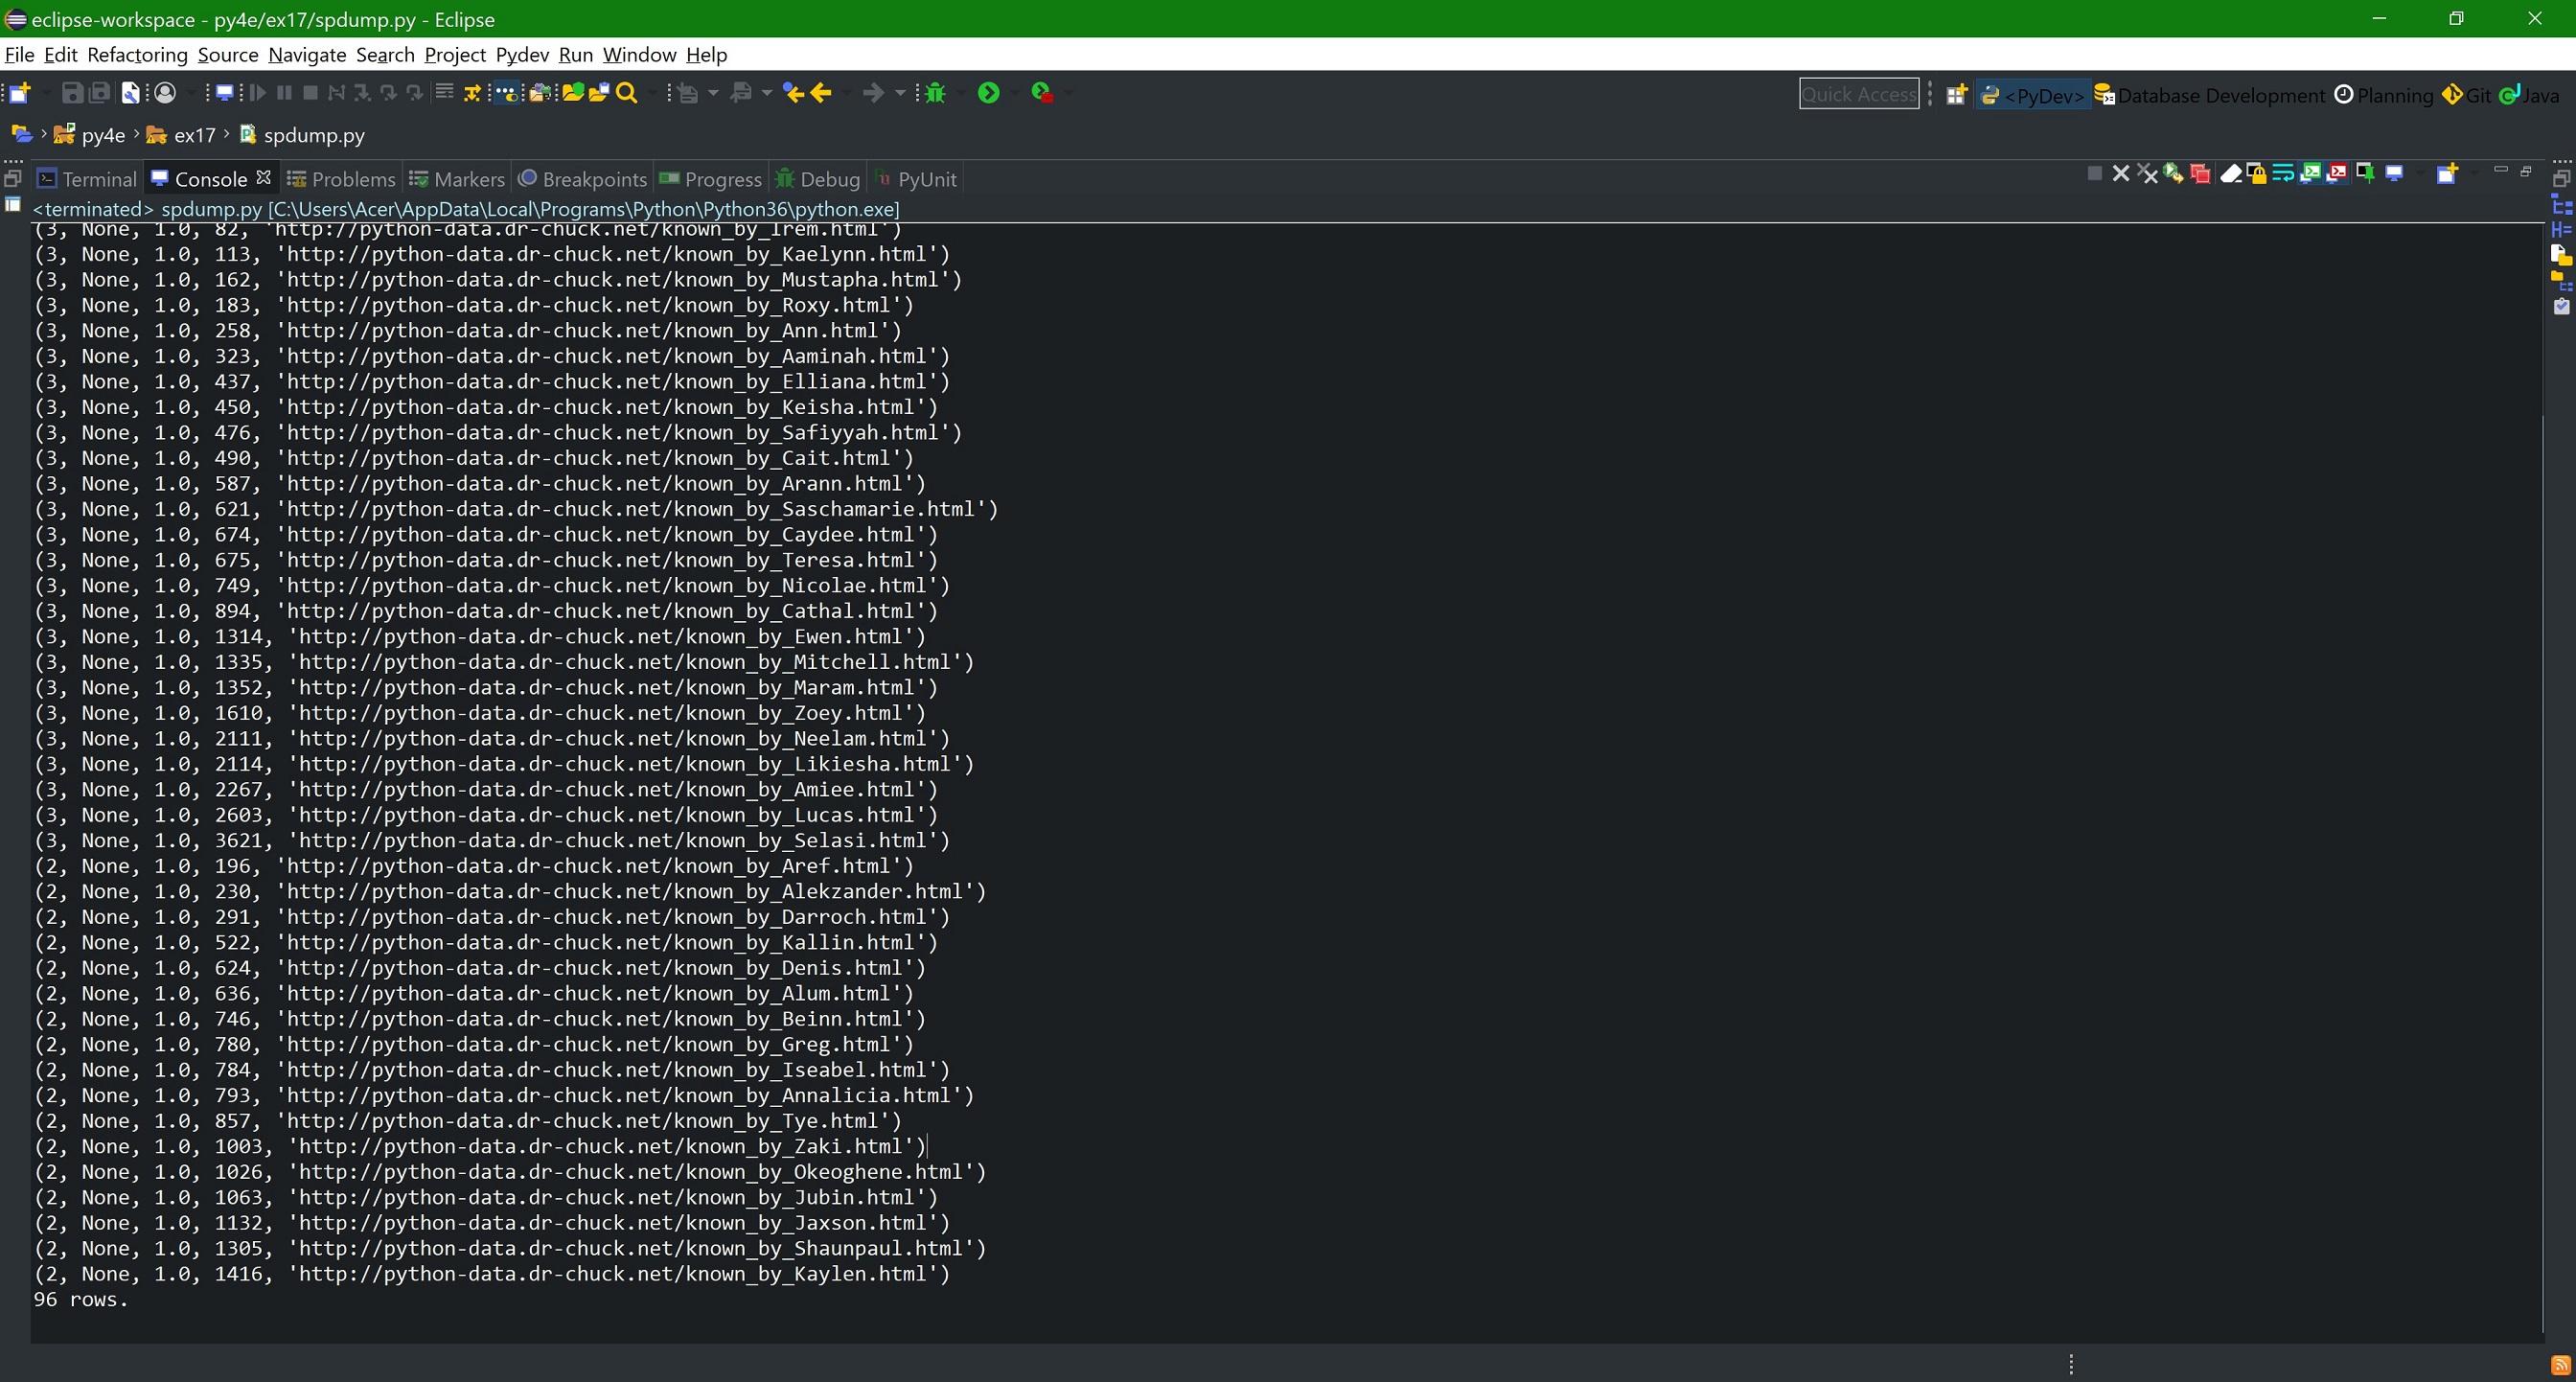 eclipse-workspace - py4e/ex17/spdump.py - Eclipse
File Edit Refactoring Source Navigate Search Project Pydev Run Window Help
Quick Access <PyDev> Database Development Planning Git Java
py4e ex17 spdump.py
Terminal Console Problems Markers Breakpoints Progress Debug PyUnit
<terminated> spdump.py [C:\Users\Acer\AppData\Local\Programs\Python\Python36\python.exe]
(3, None, 1.0, 82, 'http://python-data.dr-chuck.net/known_by_Irem.html')
(3, None, 1.0, 113, 'http://python-data.dr-chuck.net/known_by_Kaelynn.html')
(3, None, 1.0, 162, 'http://python-data.dr-chuck.net/known_by_Mustapha.html')
(3, None, 1.0, 183, 'http://python-data.dr-chuck.net/known_by_Roxy.html')
(3, None, 1.0, 258, 'http://python-data.dr-chuck.net/known_by_Ann.html')
(3, None, 1.0, 323, 'http://python-data.dr-chuck.net/known_by_Aaminah.html')
(3, None, 1.0, 437, 'http://python-data.dr-chuck.net/known_by_Elliana.html')
(3, None, 1.0, 450, 'http://python-data.dr-chuck.net/known_by_Keisha.html')
(3, None, 1.0, 476, 'http://python-data.dr-chuck.net/known_by_Safiyyah.html')
(3, None, 1.0, 490, 'http://python-data.dr-chuck.net/known_by_Cait.html')
(3, None, 1.0, 587, 'http://python-data.dr-chuck.net/known_by_Arann.html')
(3, None, 1.0, 621, 'http://python-data.dr-chuck.net/known_by_Saschamarie.html')
(3, None, 1.0, 674, 'http://python-data.dr-chuck.net/known_by_Caydee.html')
(3, None, 1.0, 675, 'http://python-data.dr-chuck.net/known_by_Teresa.html')
(3, None, 1.0, 749, 'http://python-data.dr-chuck.net/known_by_Nicolae.html')
(3, None, 1.0, 894, 'http://python-data.dr-chuck.net/known_by_Cathal.html')
(3, None, 1.0, 1314, 'http://python-data.dr-chuck.net/known_by_Ewen.html')
(3, None, 1.0, 1335, 'http://python-data.dr-chuck.net/known_by_Mitchell.html')
(3, None, 1.0, 1352, 'http://python-data.dr-chuck.net/known_by_Maram.html')
(3, None, 1.0, 1610, 'http://python-data.dr-chuck.net/known_by_Zoey.html')
(3, None, 1.0, 2111, 'http://python-data.dr-chuck.net/known_by_Neelam.html')
(3, None, 1.0, 2114, 'http://python-data.dr-chuck.net/known_by_Likiesha.html')
(3, None, 1.0, 2267, 'http://python-data.dr-chuck.net/known_by_Amiee.html')
(3, None, 1.0, 2603, 'http://python-data.dr-chuck.net/known_by_Lucas.html')
(3, None, 1.0, 3621, 'http://python-data.dr-chuck.net/known_by_Selasi.html')
(2, None, 1.0, 196, 'http://python-data.dr-chuck.net/known_by_Aref.html')
(2, None, 1.0, 230, 'http://python-data.dr-chuck.net/known_by_Alekzander.html')
(2, None, 1.0, 291, 'http://python-data.dr-chuck.net/known_by_Darroch.html')
(2, None, 1.0, 522, 'http://python-data.dr-chuck.net/known_by_Kallin.html')
(2, None, 1.0, 624, 'http://python-data.dr-chuck.net/known_by_Denis.html')
(2, None, 1.0, 636, 'http://python-data.dr-chuck.net/known_by_Alum.html')
(2, None, 1.0, 746, 'http://python-data.dr-chuck.net/known_by_Beinn.html')
(2, None, 1.0, 780, 'http://python-data.dr-chuck.net/known_by_Greg.html')
(2, None, 1.0, 784, 'http://python-data.dr-chuck.net/known_by_Iseabel.html')
(2, None, 1.0, 793, 'http://python-data.dr-chuck.net/known_by_Annalicia.html')
(2, None, 1.0, 857, 'http://python-data.dr-chuck.net/known_by_Tye.html')
(2, None, 1.0, 1003, 'http://python-data.dr-chuck.net/known_by_Zaki.html')
(2, None, 1.0, 1026, 'http://python-data.dr-chuck.net/known_by_Okeoghene.html')
(2, None, 1.0, 1063, 'http://python-data.dr-chuck.net/known_by_Jubin.html')
(2, None, 1.0, 1132, 'http://python-data.dr-chuck.net/known_by_Jaxson.html')
(2, None, 1.0, 1305, 'http://python-data.dr-chuck.net/known_by_Shaunpaul.html')
(2, None, 1.0, 1416, 'http://python-data.dr-chuck.net/known_by_Kaylen.html')
96 rows.